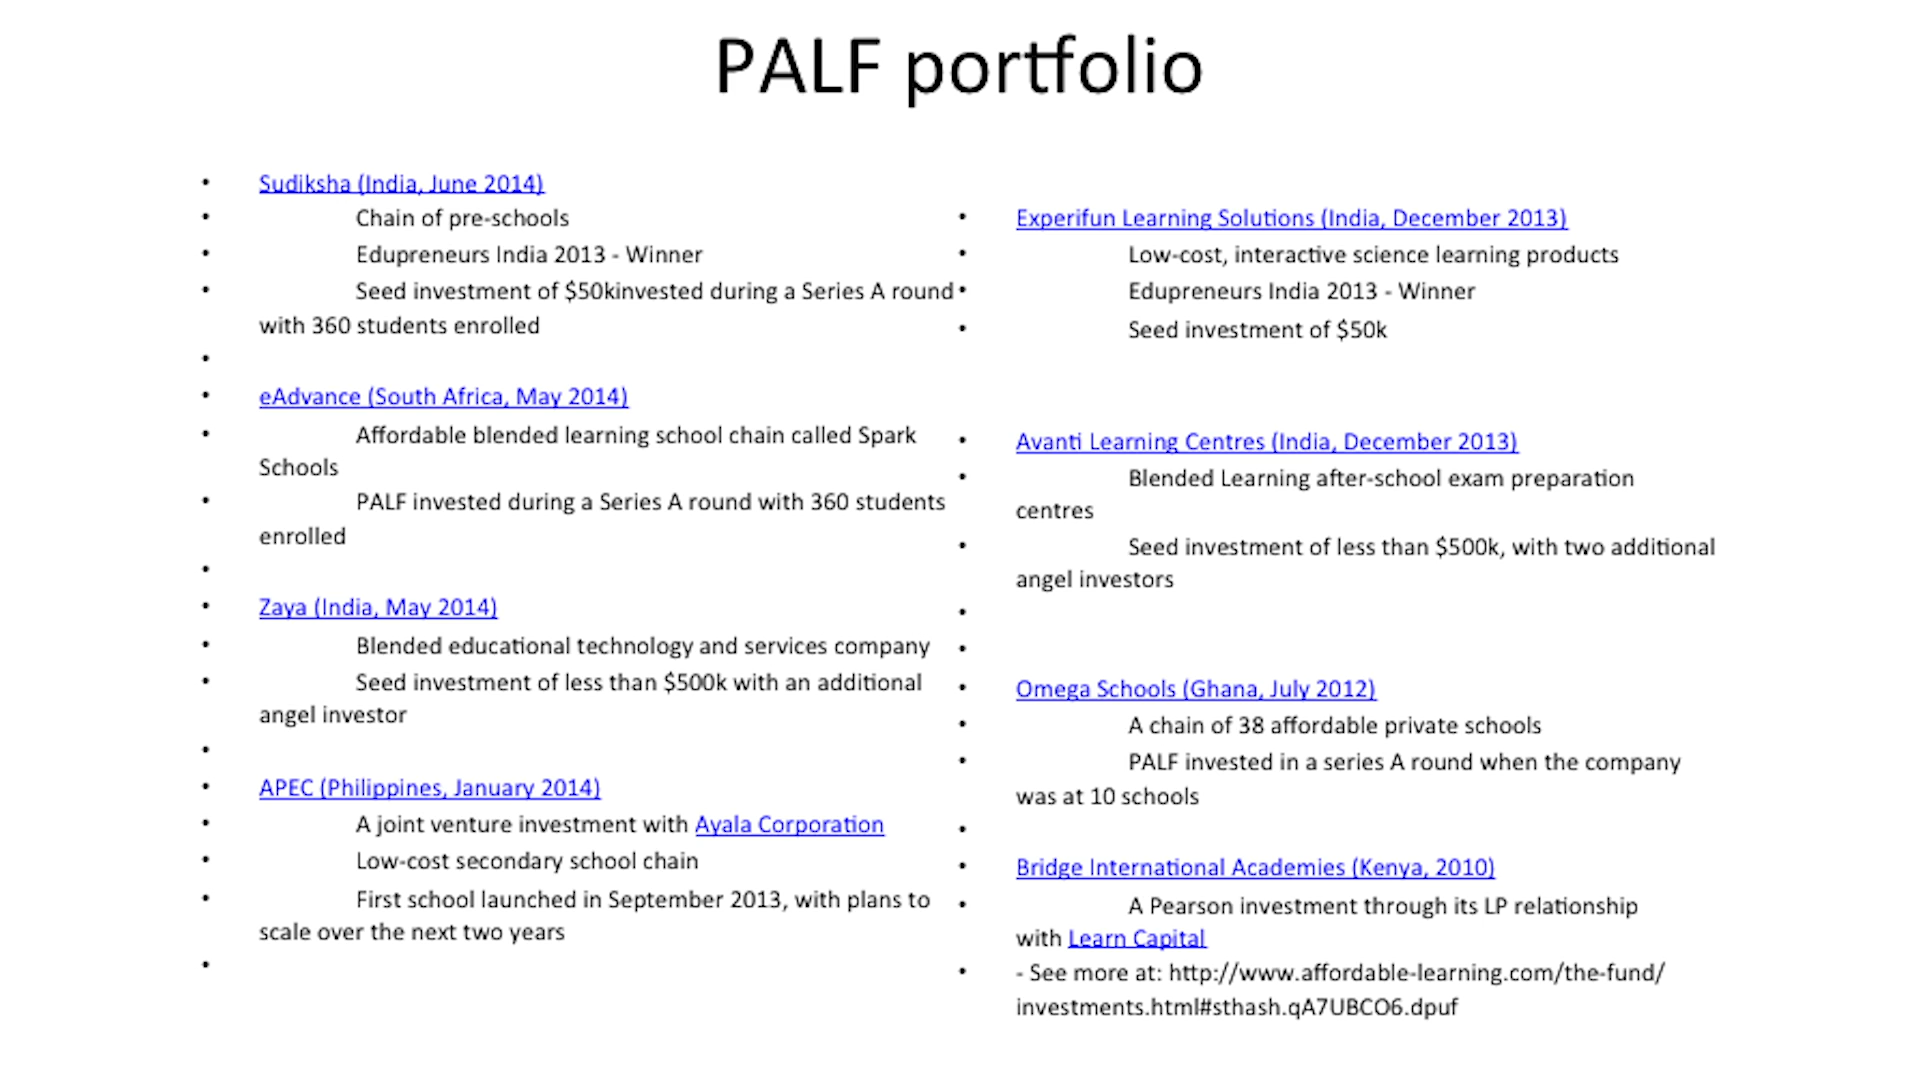 PALF portfolio
• Sudiksha (India, June 2014)
• Chain of pre-schools
• Edupreneurs India 2013 - Winner
• Seed investment of $50kinvested during a Series A round
with 360 students enrolled
•
• eAdvance (South Africa, May 2014)
• Affordable blended learning school chain called Spark
Schools
• PALF invested during a Series A round with 360 students
enrolled
•
• Zaya (India, May 2014)
• Blended educational technology and services company
• Seed investment of less than $500k with an additional
angel investor
•
• APEC (Philippines, January 2014)
• A joint venture investment with Ayala Corporation
• Low-cost secondary school chain
• First school launched in September 2013, with plans to
scale over the next two years
•
• Experifun Learning Solutions (India, December 2013)
• Low-cost, interactive science learning products
• Edupreneurs India 2013 - Winner
• Seed investment of $50k
• Avanti Learning Centres (India, December 2013)
• Blended Learning after-school exam preparation
centres
• Seed investment of less than $500k, with two additional
angel investors
•
•
• Omega Schools (Ghana, July 2012)
• A chain of 38 affordable private schools
• PALF invested in a series A round when the company
was at 10 schools
•
• Bridge International Academies (Kenya, 2010)
• A Pearson investment through its LP relationship
with Learn Capital
• - See more at: http://www.affordable-learning.com/the-fund/
investments.html#sthash.qA7UBCO6.dpuf